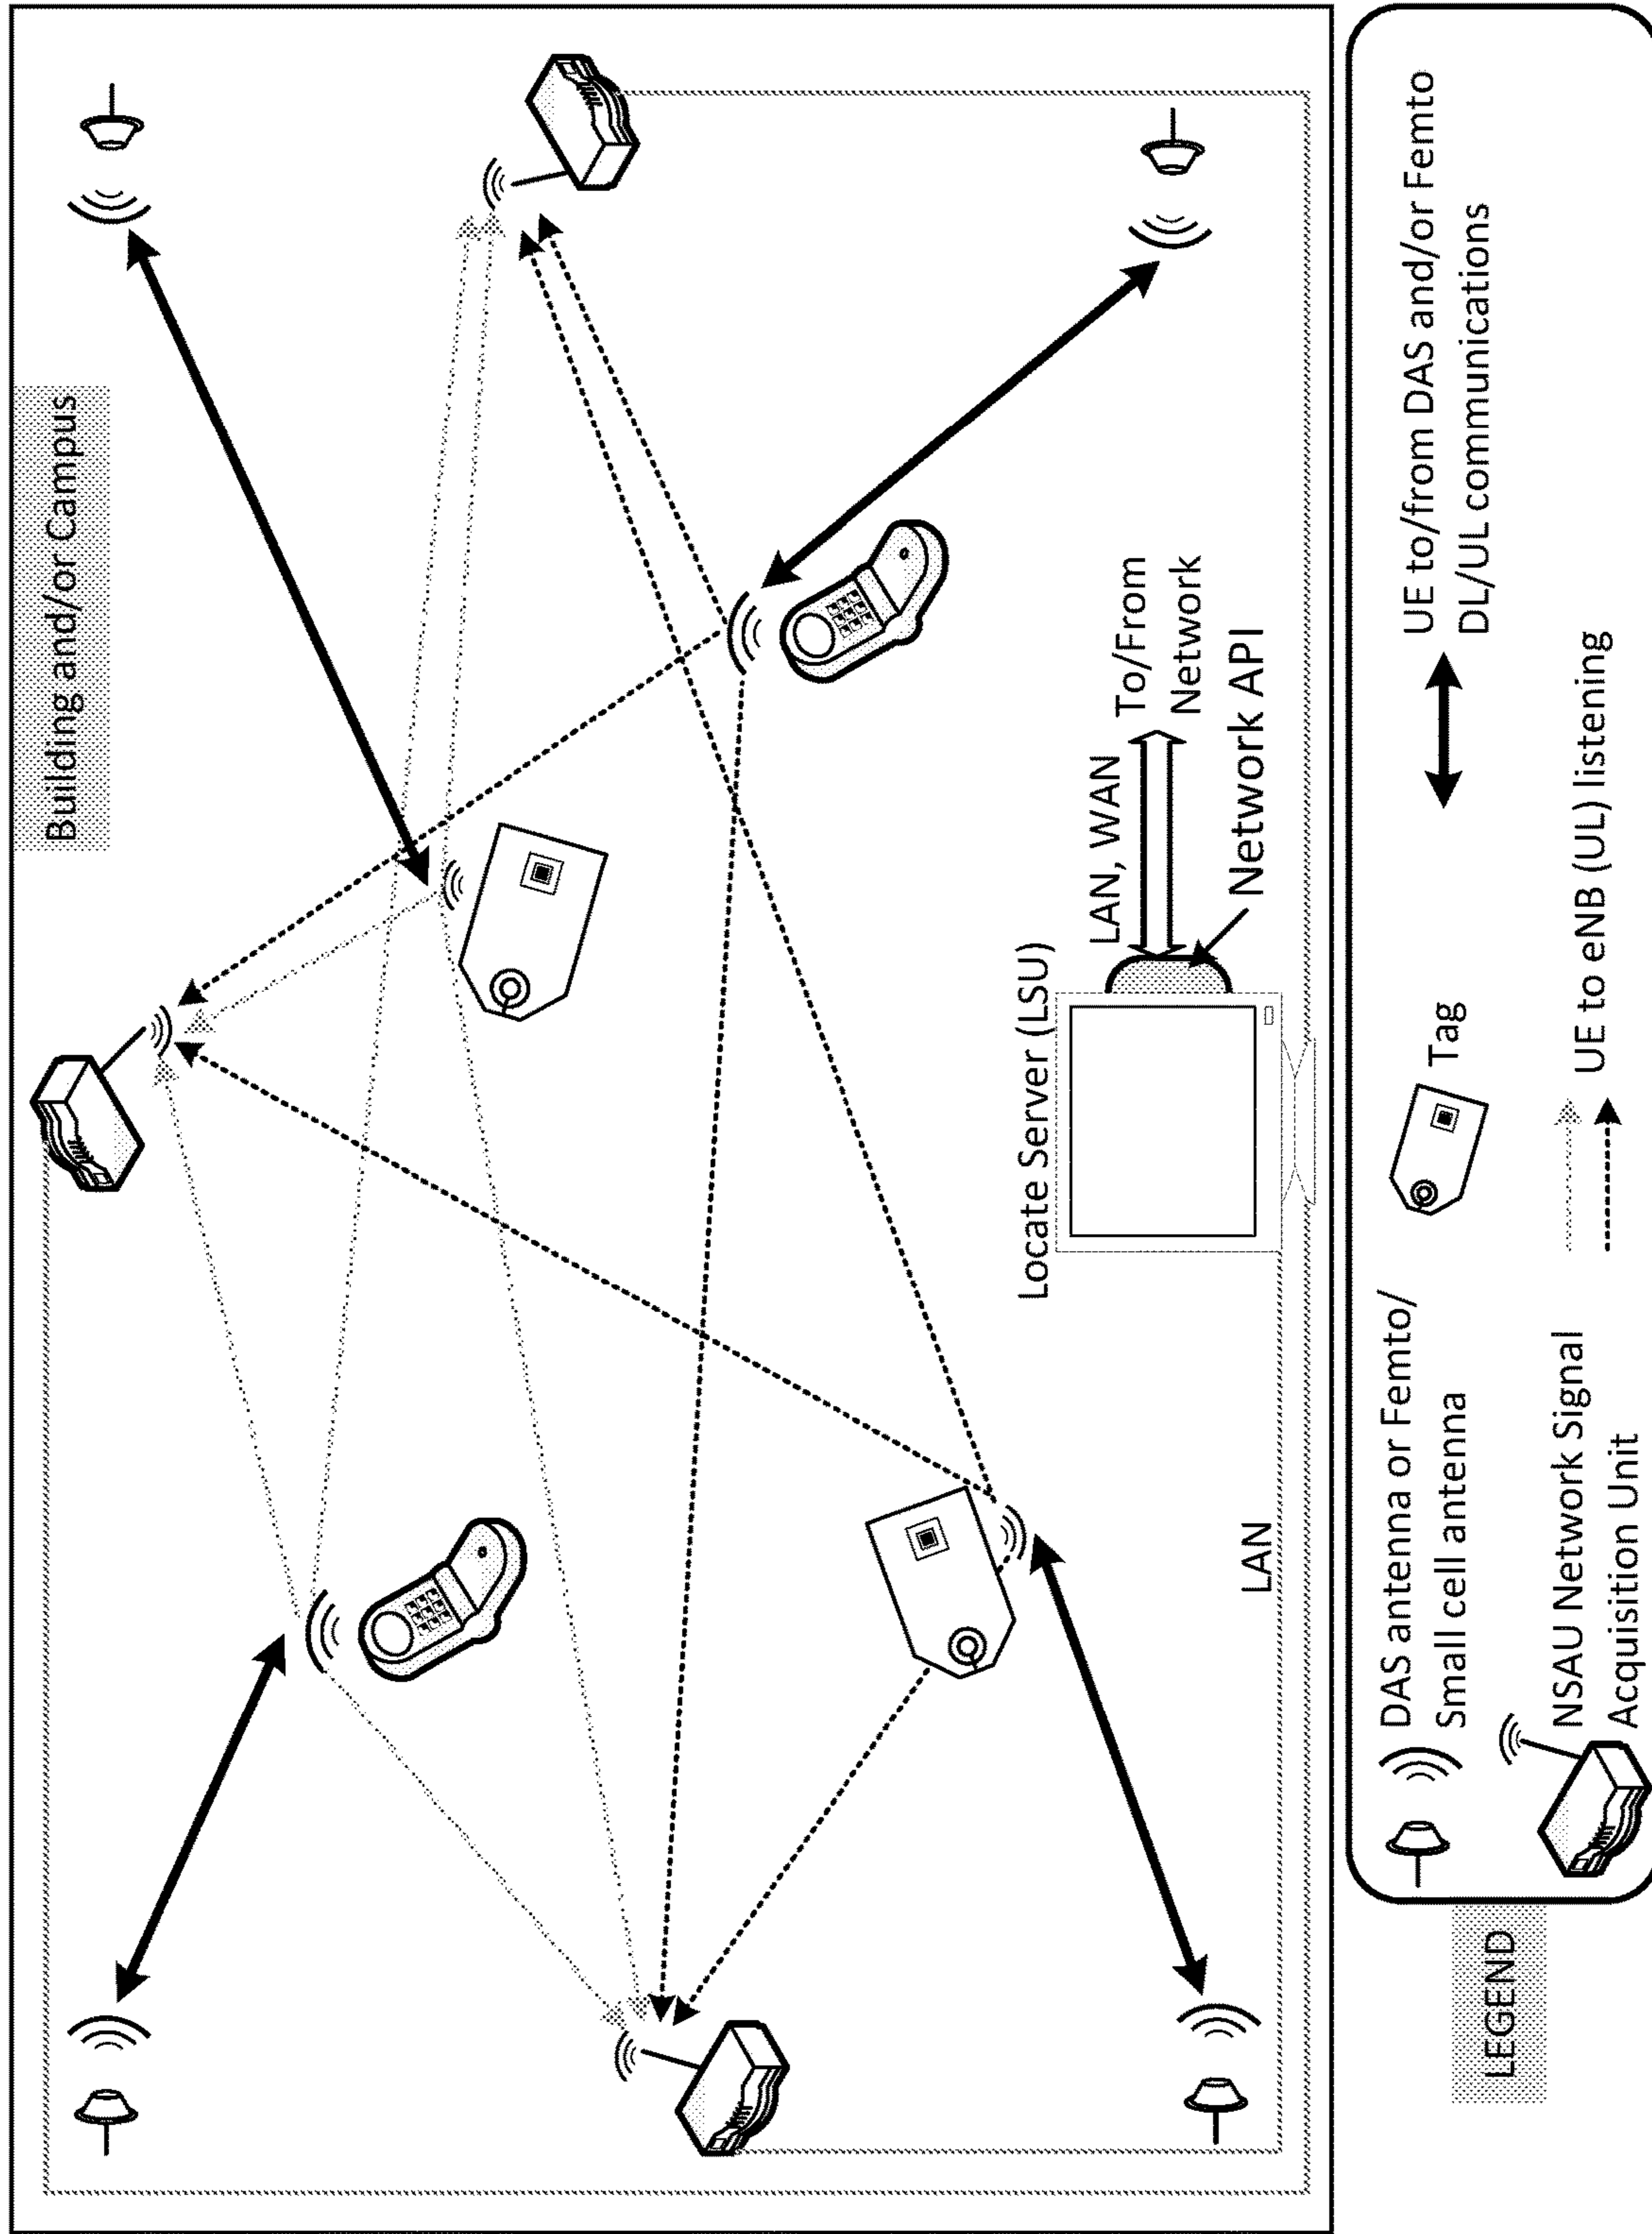 Building and/or Campus
Locate Server (LSU)
LAN, WAN
To/From
Network
Network API
LAN
LEGEND
DAS antenna or Femto/
Small cell antenna
Tag
UE to/from DAS and/or Femto
DL/UL communications
NSAU Network Signal
Acquisition Unit
UE to eNB (UL) listening